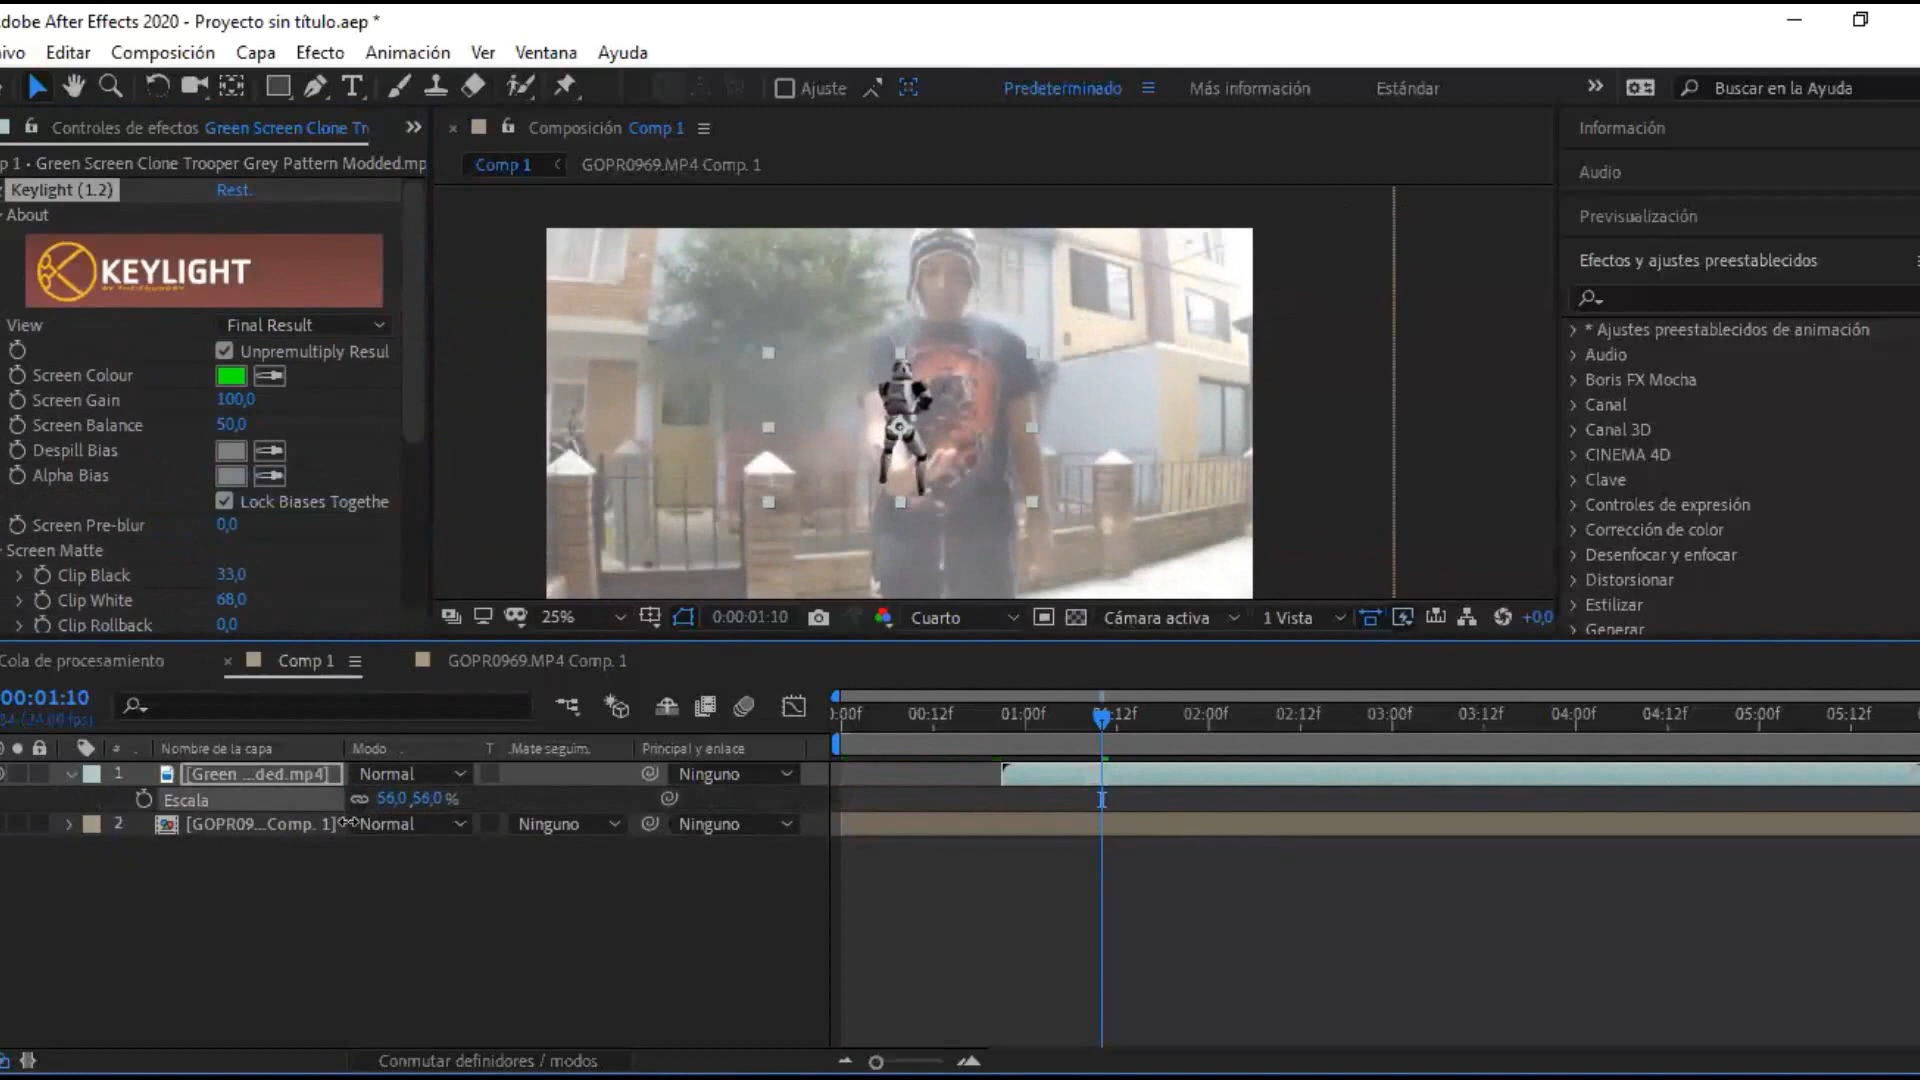 dobe After Effects 2020 - Proyecto sin título.aep *
ivo Editar Composición Capa Efecto Animación Ver Ventana Ayuda
Ajuste Predeterminado Más información Estándar Buscar en la Ayuda
Controles de efectos Green Screen Clone Tr
p 1 • Green Screen Clone Trooper Grey Pattern Modded.mp
Keylight (1.2) Rest.
About
KEYLIGHT
View Final Result
Unpremultiply Resul
Screen Colour
Screen Gain 100,0
Screen Balance 50,0
Despill Bias
Alpha Bias
Lock Biases Togethe
Screen Pre-blur 0,0
Screen Matte
Clip Black 33,0
Clip White 68,0
Clip Rollback 0,0
Composición Comp 1
Comp 1 GOPR0969.MP4 Comp. 1
25% 0:00:01:10 Cuarto Cámara activa 1 Vista +0,0
Información
Audio
Previsualización
Efectos y ajustes preestablecidos
* Ajustes preestablecidos de animación
Audio
Boris FX Mocha
Canal
Canal 3D
CINEMA 4D
Clave
Controles de expresión
Corrección de color
Desenfocar y enfocar
Distorsionar
Estilizar
Generar
Cola de procesamiento Comp 1 GOPR0969.MP4 Comp. 1
00:01:10
(24.00 fps)
:00f 00:12f 01:00f :12f 02:00f 02:12f 03:00f 03:12f 04:00f 04:12f 05:00f 05:12f
# Nombre de la capa Modo T .Mate seguim. Principal y enlace
1 [Green ...ded.mp4] Normal Ninguno
Escala 56,0,56,0 %
2 [GOPR09...Comp. 1] Normal Ninguno Ninguno
Conmutar definidores / modos